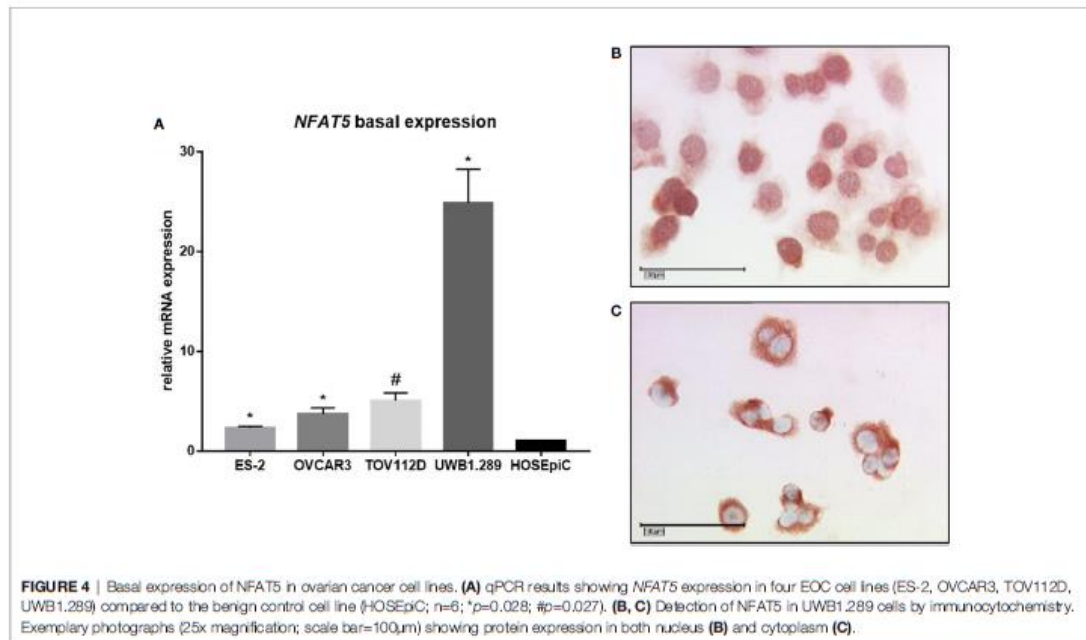 A
NFAT5 basal expression
relative mRNA expression
30
20
10
0
*
*
#
*
ES-2 OVCAR3 TOV112D UWB1.289 HOSEpiC
B
C
FIGURE 4 | Basal expression of NFAT5 in ovarian cancer cell lines. (A) qPCR results showing NFAT5 expression in four EOC cell lines (ES-2, OVCAR3, TOV112D,
UWB1.289) compared to the benign control cell line (HOSEpiC; n=6; *p=0.028; #p=0.027). (B, C) Detection of NFAT5 in UWB1.289 cells by immunocytochemistry.
Exemplary photographs (25x magnification; scale bar=100µm) showing protein expression in both nucleus (B) and cytoplasm (C).